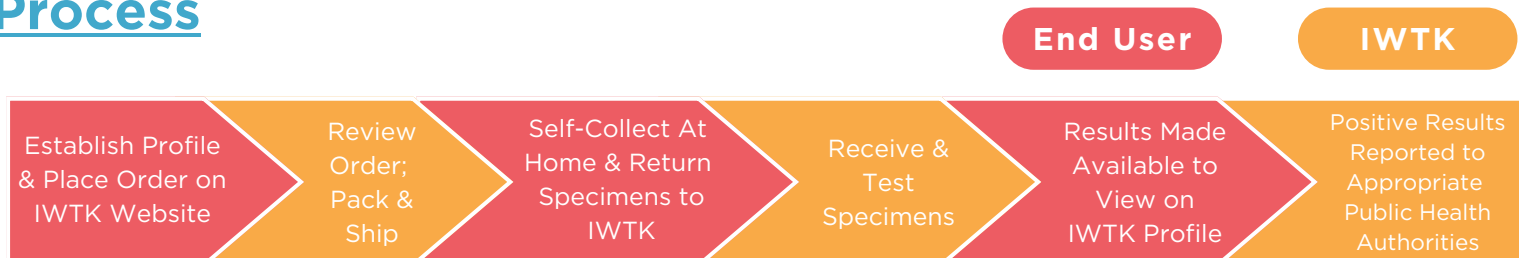 Process
End User
IWTK
Establish Profile
& Place Order on
IWTK Website
Review
Order;
Pack &
Ship
Self-Collect At
Home & Return
Specimens to
IWTK
Receive &
Test
Specimens
Results Made
Available to
View on
IWTK Profile
Positive Results
Reported to
Appropriate
Public Health
Authorities